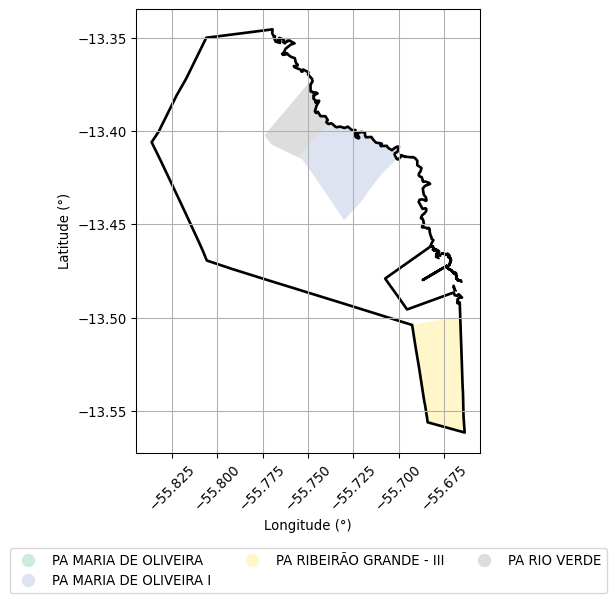 −13.35
−13.40
−13.45
−13.50
−13.55
Latitude (°)
−55.825
−55.800
−55.775
−55.750
−55.725
−55.700
−55.675
Longitude (°)
PA MARIA DE OLIVEIRA
PA RIBEIRÃO GRANDE - III
PA RIO VERDE
PA MARIA DE OLIVEIRA I